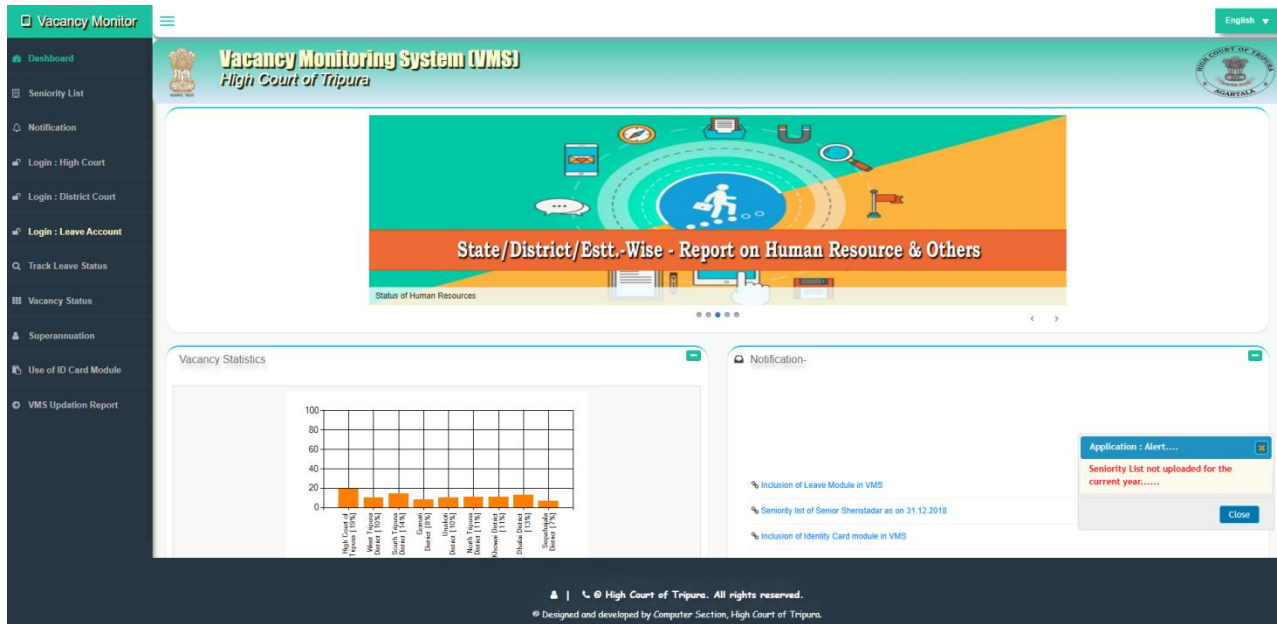 Vacancy Monitor
English
Dashboard
Seniority List
Notification
Login : High Court
Login : District Court
Login : Leave Account
Track Leave Status
Vacancy Status
Superannuation
Use of ID Card Module
VMS Updation Report
Vacancy Monitoring System (VMS)
High Court of Tripura
HIGH COURT OF TRIPURA
AGARTALA
State/District/Estt.-Wise - Report on Human Resource & Others
Status of Human Resources
Vacancy Statistics
100
80
60
40
20
0
High Court of
Tripura [19%]
West Tripura
District [10%]
South Tripura
District [14%]
Gomati
District [8%]
Unakoti
District [10%]
North Tripura
District [11%]
Khowai District
[11%]
Dhalai District
[13%]
Sepahijala
District [7%]
Notification-
Inclusion of Leave Module in VMS
Seniority list of Senior Sheristadar as on 31.12.2018
Inclusion of Identity Card module in VMS
Application : Alert....
Seniority List not uploaded for the
current year......
Close
| © High Court of Tripura. All rights reserved.
© Designed and developed by Computer Section, High Court of Tripura.